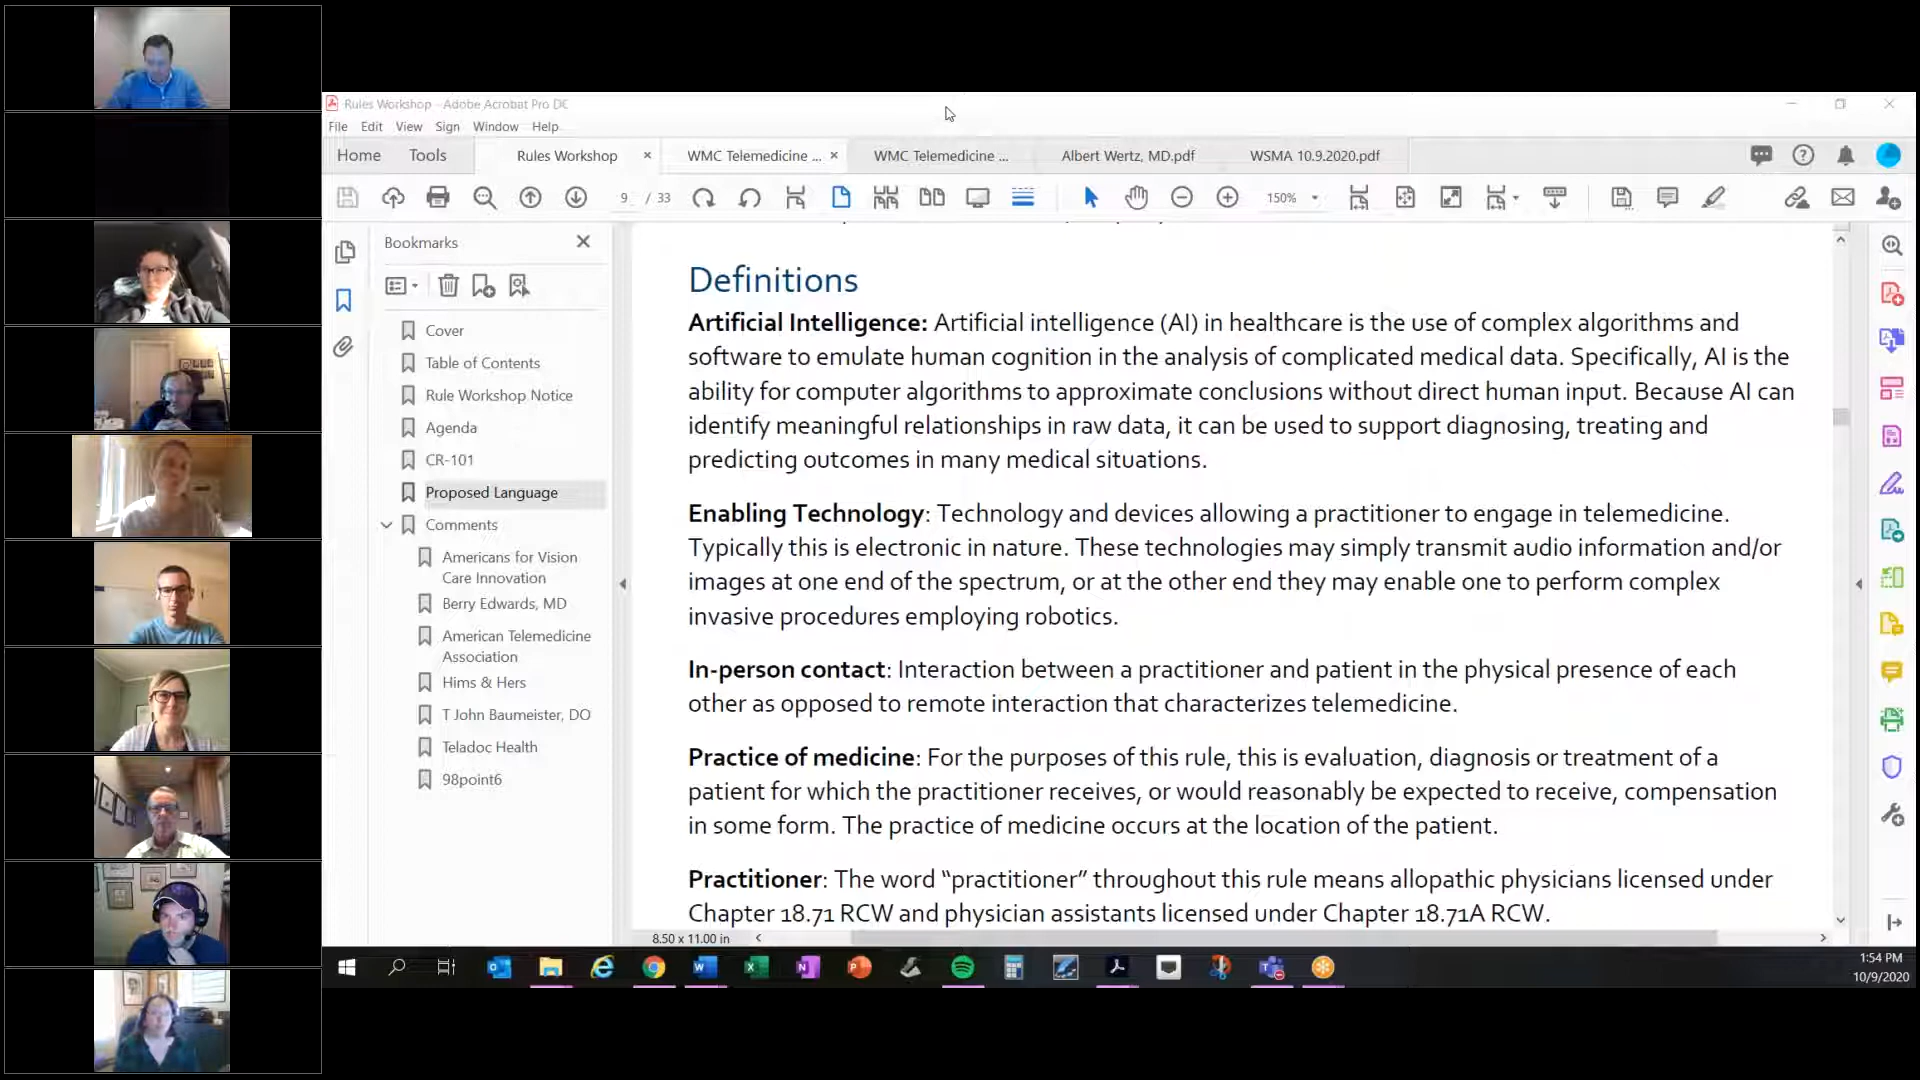 Rules Workshop - Adobe Acrobat Pro DC
File Edit View Sign Window Help
Home Tools Rules Workshop × WMC Telemedicine ... × WMC Telemedicine ... Albert Wertz, MD.pdf WSMA 10.9.2020.pdf
9 / 33 150%
Bookmarks
Cover
Table of Contents
Rule Workshop Notice
Agenda
CR-101
Proposed Language
Comments
Americans for Vision
Care Innovation
Berry Edwards, MD
American Telemedicine
Association
Hims & Hers
T John Baumeister, DO
Teladoc Health
98point6
Definitions
Artificial Intelligence: Artificial intelligence (AI) in healthcare is the use of complex algorithms and
software to emulate human cognition in the analysis of complicated medical data. Specifically, AI is the
ability for computer algorithms to approximate conclusions without direct human input. Because AI can
identify meaningful relationships in raw data, it can be used to support diagnosing, treating and
predicting outcomes in many medical situations.
Enabling Technology: Technology and devices allowing a practitioner to engage in telemedicine.
Typically this is electronic in nature. These technologies may simply transmit audio information and/or
images at one end of the spectrum, or at the other end they may enable one to perform complex
invasive procedures employing robotics.
In-person contact: Interaction between a practitioner and patient in the physical presence of each
other as opposed to remote interaction that characterizes telemedicine.
Practice of medicine: For the purposes of this rule, this is evaluation, diagnosis or treatment of a
patient for which the practitioner receives, or would reasonably be expected to receive, compensation
in some form. The practice of medicine occurs at the location of the patient.
Practitioner: The word “practitioner” throughout this rule means allopathic physicians licensed under
Chapter 18.71 RCW and physician assistants licensed under Chapter 18.71A RCW.
8.50 x 11.00 in
1:54 PM
10/9/2020